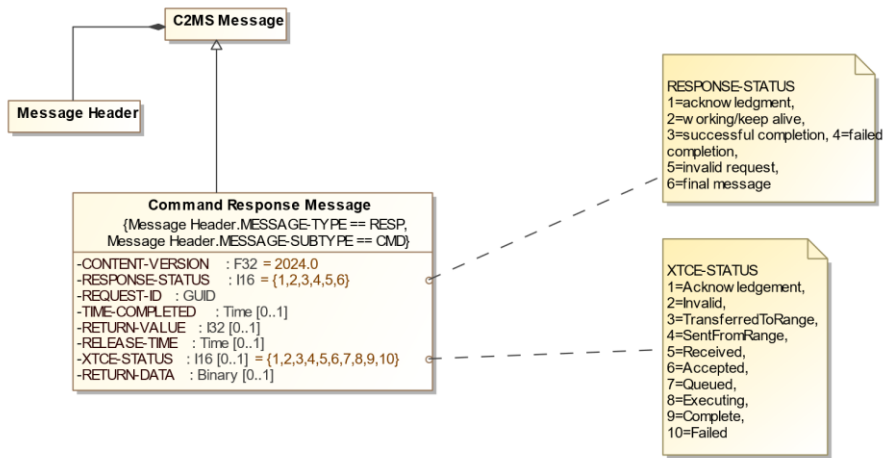 C2MS Message
Message Header
Command Response Message
{Message Header.MESSAGE-TYPE == RESP,
Message Header.MESSAGE-SUBTYPE == CMD}
-CONTENT-VERSION : F32 = 2024.0
-RESPONSE-STATUS : I16 = {1,2,3,4,5,6}
-REQUEST-ID : GUID
-TIME-COMPLETED : Time [0..1]
-RETURN-VALUE : I32 [0..1]
-RELEASE-TIME : Time [0..1]
-XTCE-STATUS : I16 [0..1] = {1,2,3,4,5,6,7,8,9,10}
-RETURN-DATA : Binary [0..1]
RESPONSE-STATUS
1=acknowledgment,
2=working/keep alive,
3=successful completion, 4=failed
completion,
5=invalid request,
6=final message
XTCE-STATUS
1=Acknowledgement,
2=Invalid,
3=TransferredToRange,
4=SentFromRange,
5=Received,
6=Accepted,
7=Queued,
8=Executing,
9=Complete,
10=Failed